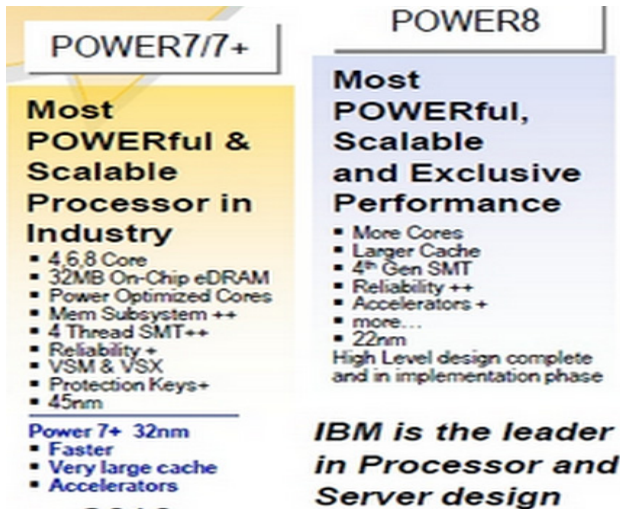 POWER7/7+
Most
POWERful &
Scalable
Processor in
Industry
▪ 4,6,8 Core
▪ 32MB On-Chip eDRAM
▪ Power Optimized Cores
▪ Mem Subsystem ++
▪ 4 Thread SMT++
▪ Reliability +
▪ VSM & VSX
▪ Protection Keys+
▪ 45nm
Power 7+ 32nm
▪ Faster
▪ Very large cache
▪ Accelerators
POWER8
Most
POWERful,
Scalable
and Exclusive
Performance
▪ More Cores
▪ Larger Cache
▪ 4th Gen SMT
▪ Reliability ++
▪ Accelerators +
▪ more...
▪ 22nm
High Level design complete
and in implementation phase
IBM is the leader
in Processor and
Server design